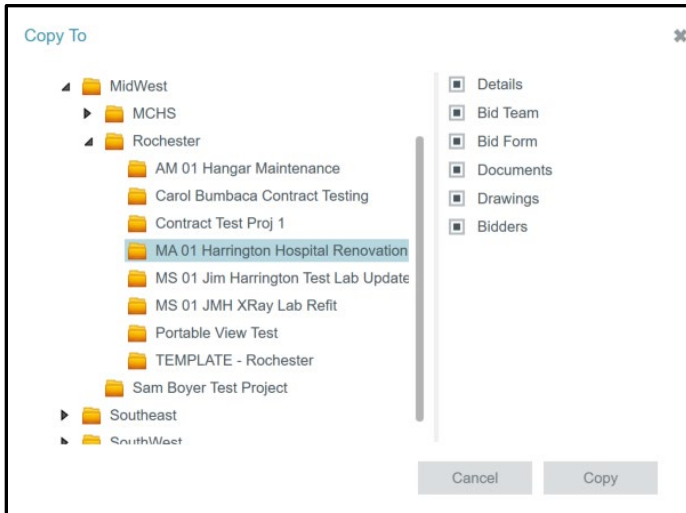 Copy To
MidWest
MCHS
Rochester
AM 01 Hangar Maintenance
Carol Bumbaca Contract Testing
Contract Test Proj 1
MA 01 Harrington Hospital Renovation
MS 01 Jim Harrington Test Lab Update
MS 01 JMH XRay Lab Refit
Portable View Test
TEMPLATE - Rochester
Sam Boyer Test Project
Southeast
SouthWest
Details
Bid Team
Bid Form
Documents
Drawings
Bidders
Cancel
Copy